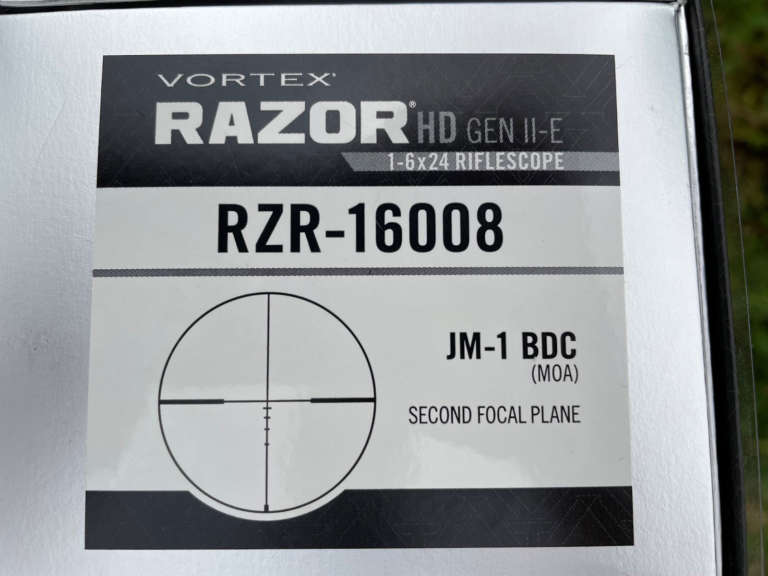 VORTEX®
RAZOR® HD GEN II-E
1-6x24 RIFLESCOPE
RZR-16008
JM-1 BDC
(MOA)
SECOND FOCAL PLANE